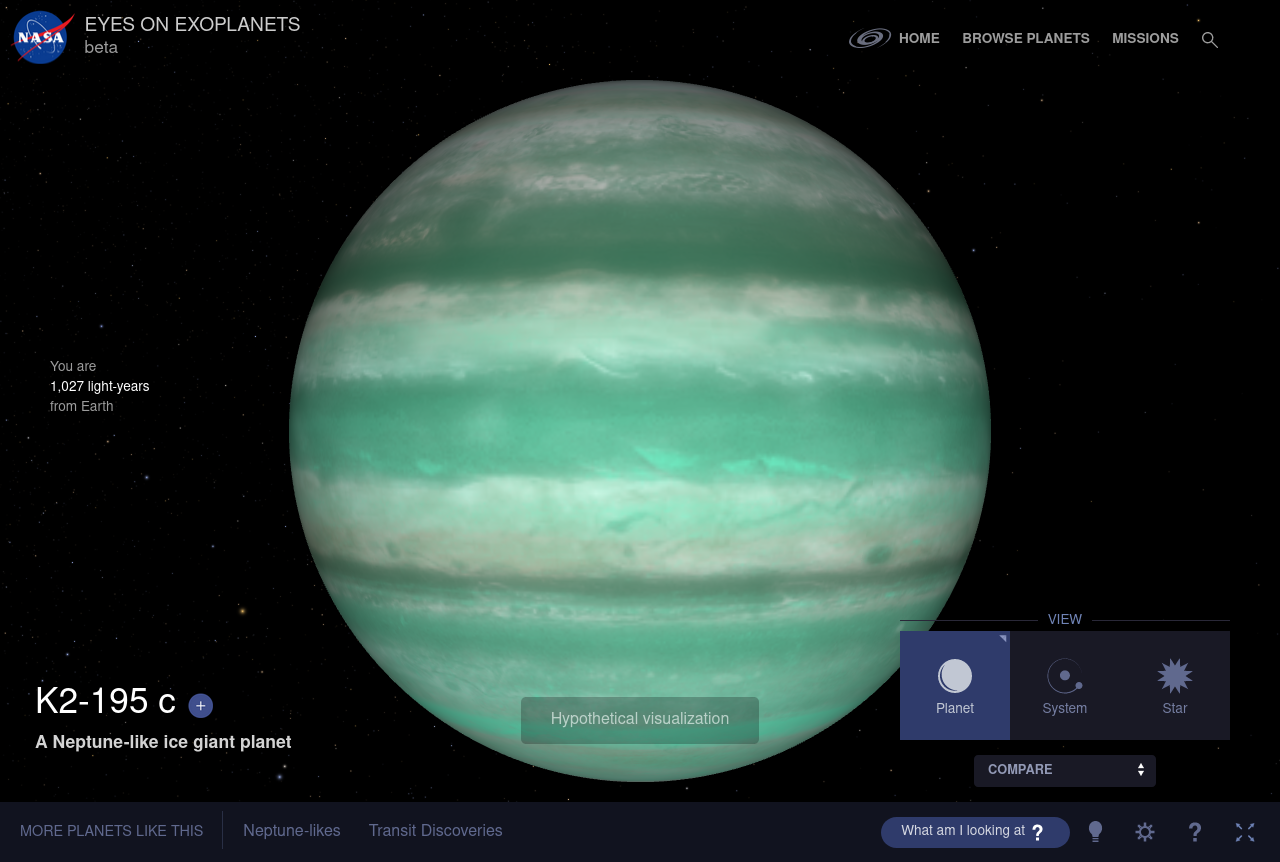 NASA
EYES ON EXOPLANETS
beta
HOME
BROWSE PLANETS
MISSIONS
You are
1,027 light-years
from Earth
K2-195 c +
A Neptune-like ice giant planet
Hypothetical visualization
VIEW
Planet
System
Star
COMPARE
MORE PLANETS LIKE THIS
Neptune-likes
Transit Discoveries
What am I looking at ?
?